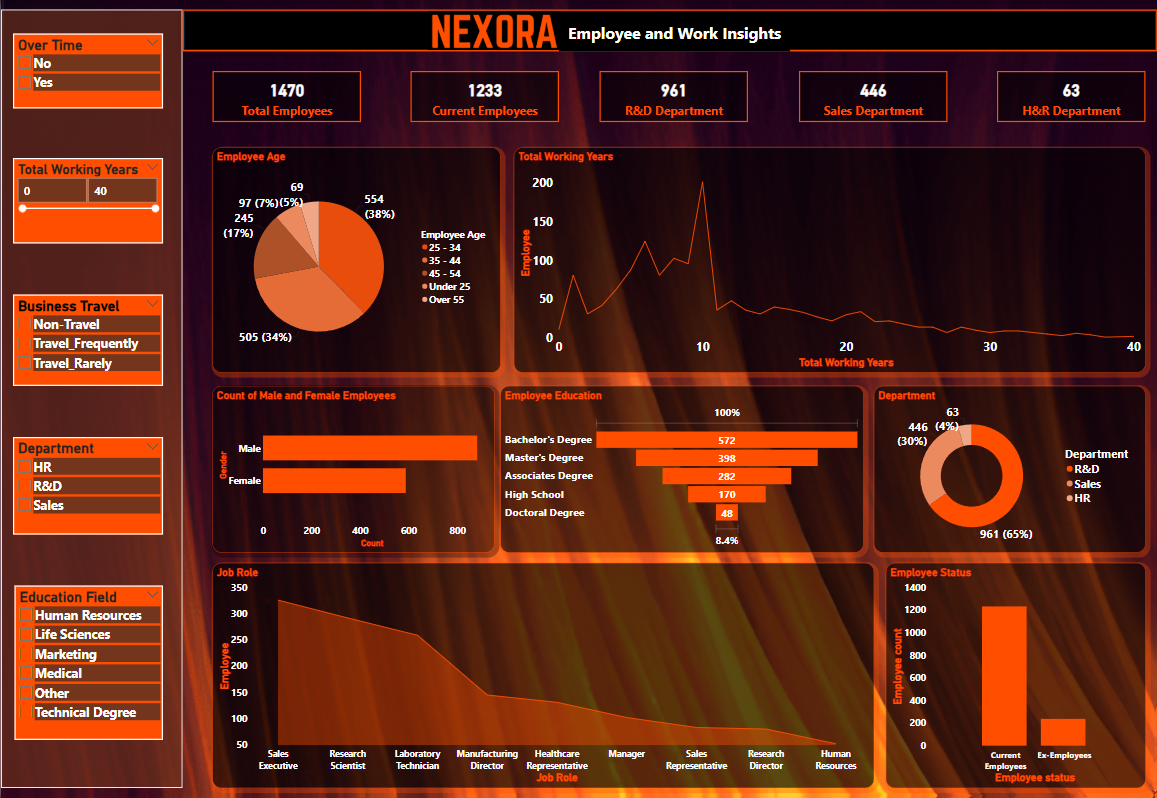 NEXORA Employee and Work Insights
Over Time
No
Yes
Total Working Years
0 40
Business Travel
Non-Travel
Travel_Frequently
Travel_Rarely
Department
HR
R&D
Sales
Education Field
Human Resources
Life Sciences
Marketing
Medical
Other
Technical Degree
1470
Total Employees
1233
Current Employees
961
R&D Department
446
Sales Department
63
H&R Department
Employee Age
69
(5%)
97 (7%)
245
(17%)
554
(38%)
505 (34%)
Employee Age
25 - 34
35 - 44
45 - 54
Under 25
Over 55
Total Working Years
Employee
200
150
100
50
0
0 10 20 30 40
Total Working Years
Count of Male and Female Employees
Gender
Male
Female
0 200 400 600 800
Count
Employee Education
100%
Bachelor's Degree 572
Master's Degree 398
Associates Degree 282
High School 170
Doctoral Degree 48
8.4%
Department
63
(4%)
446
(30%)
961 (65%)
Department
R&D
Sales
HR
Job Role
Employee
350
300
250
200
150
100
50
Sales
Executive
Research
Scientist
Laboratory
Technician
Manufacturing
Director
Healthcare
Representative
Manager
Sales
Representative
Research
Director
Human
Resources
Job Role
Employee Status
Employee count
1400
1200
1000
800
600
400
200
0
Current
Employees
Ex-Employees
Employee status